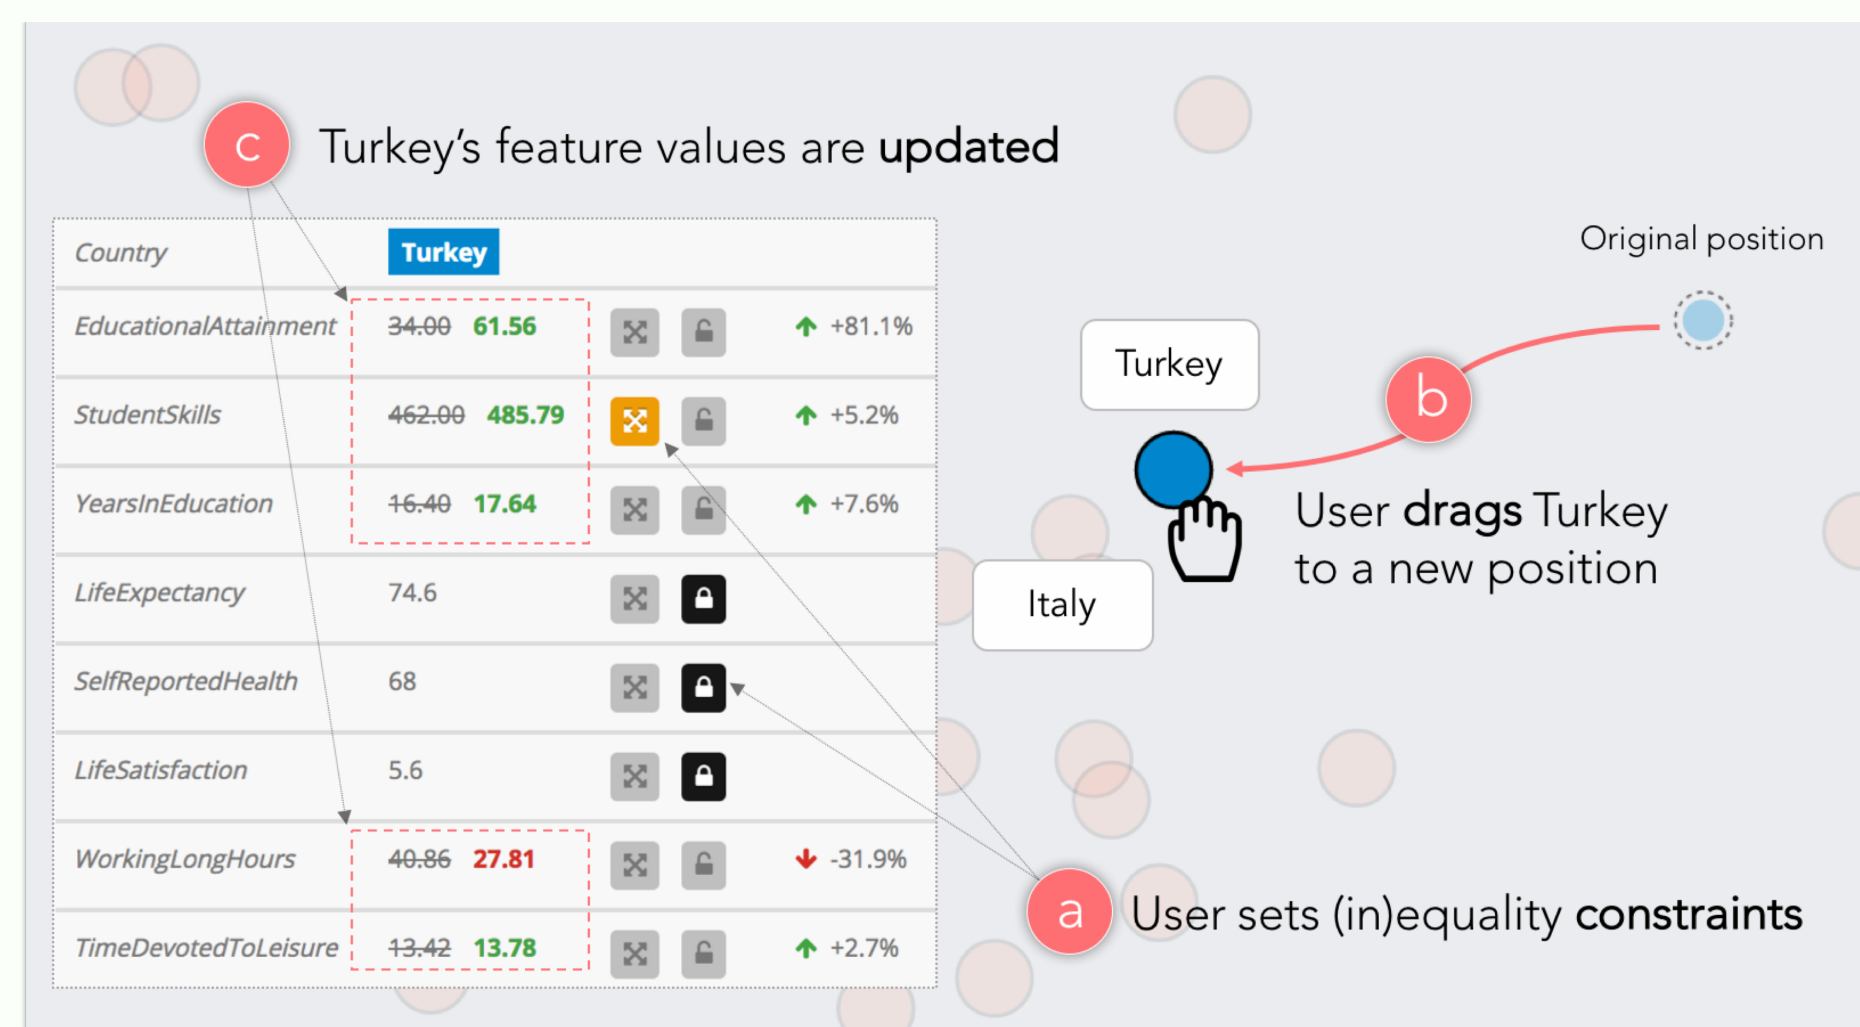 c
Turkey's feature values are updated
Country Turkey
EducationalAttainment 34.00 61.56 +81.1%
StudentSkills 462.00 485.79 +5.2%
YearsInEducation 16.40 17.64 +7.6%
LifeExpectancy 74.6
SelfReportedHealth 68
LifeSatisfaction 5.6
WorkingLongHours 40.86 27.81 -31.9%
TimeDevotedToLeisure 13.42 13.78 +2.7%
Original position
Turkey
b
User drags Turkey
to a new position
Italy
a
User sets (in)equality constraints